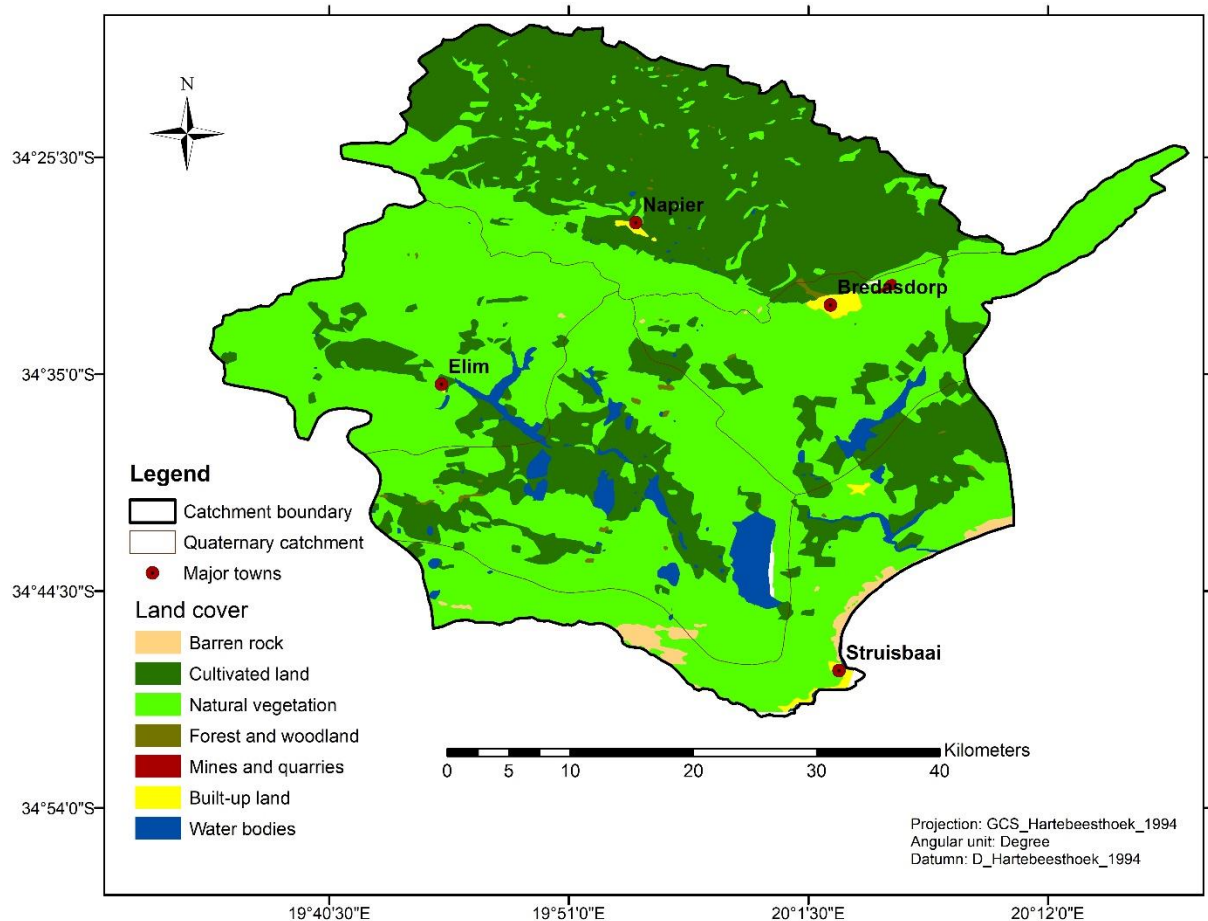 N
34°25'30"S
34°35'0"S
34°44'30"S
34°54'0"S
Napier
Bredasdorp
Elim
Struisbaai
Legend
Catchment boundary
Quaternary catchment
Major towns
Land cover
Barren rock
Cultivated land
Natural vegetation
Forest and woodland
Mines and quarries
Built-up land
Water bodies
Kilometers
0 5 10 20 30 40
Projection: GCS_Hartebeesthoek_1994
Angular unit: Degree
Datumn: D_Hartebeesthoek_1994
19°40'30"E 19°51'0"E 20°1'30"E 20°12'0"E